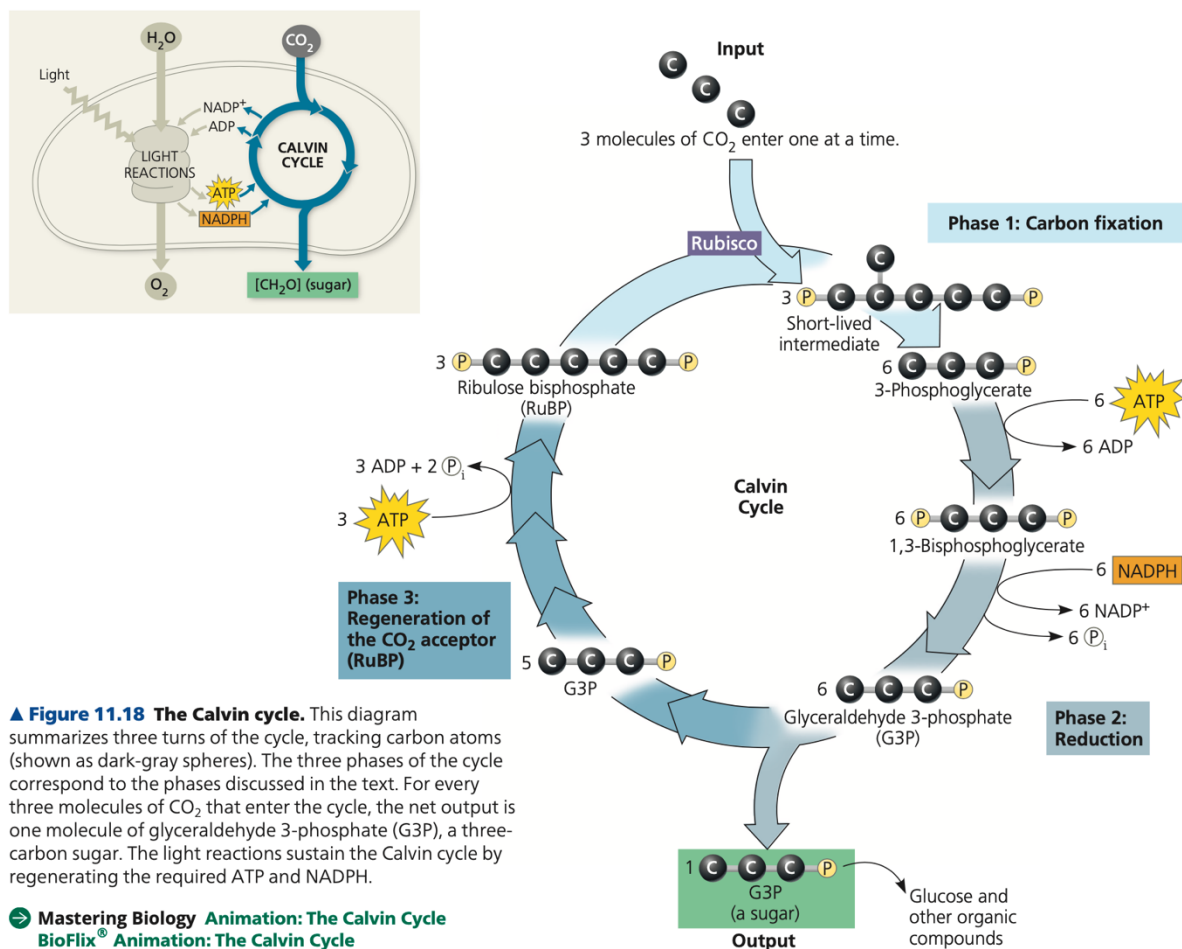 H₂O
CO₂
Light
NADP⁺
ADP
LIGHT
REACTIONS
CALVIN
CYCLE
ATP
NADPH
O₂
[CH₂O] (sugar)
Input
C
C
C
3 molecules of CO₂ enter one at a time.
Phase 1: Carbon fixation
Rubisco
C
3 P C C C C C P
Short-lived
intermediate
3 P C C C C C P
Ribulose bisphosphate
(RuBP)
6 C C C P
3-Phosphoglycerate
6 ATP
6 ADP
3 ADP + 2 Pᵢ
3 ATP
Calvin
Cycle
6 P C C C P
1,3-Bisphosphoglycerate
6 NADPH
6 NADP⁺
6 Pᵢ
Phase 3:
Regeneration of
the CO₂ acceptor
(RuBP)
5 C C C P
G3P
6 C C C P
Glyceraldehyde 3-phosphate
(G3P)
Phase 2:
Reduction
1 C C C P
G3P
(a sugar)
Output
Glucose and
other organic
compounds
▲ Figure 11.18 The Calvin cycle. This diagram
summarizes three turns of the cycle, tracking carbon atoms
(shown as dark-gray spheres). The three phases of the cycle
correspond to the phases discussed in the text. For every
three molecules of CO₂ that enter the cycle, the net output is
one molecule of glyceraldehyde 3-phosphate (G3P), a three-
carbon sugar. The light reactions sustain the Calvin cycle by
regenerating the required ATP and NADPH.
Mastering Biology Animation: The Calvin Cycle
BioFlix® Animation: The Calvin Cycle